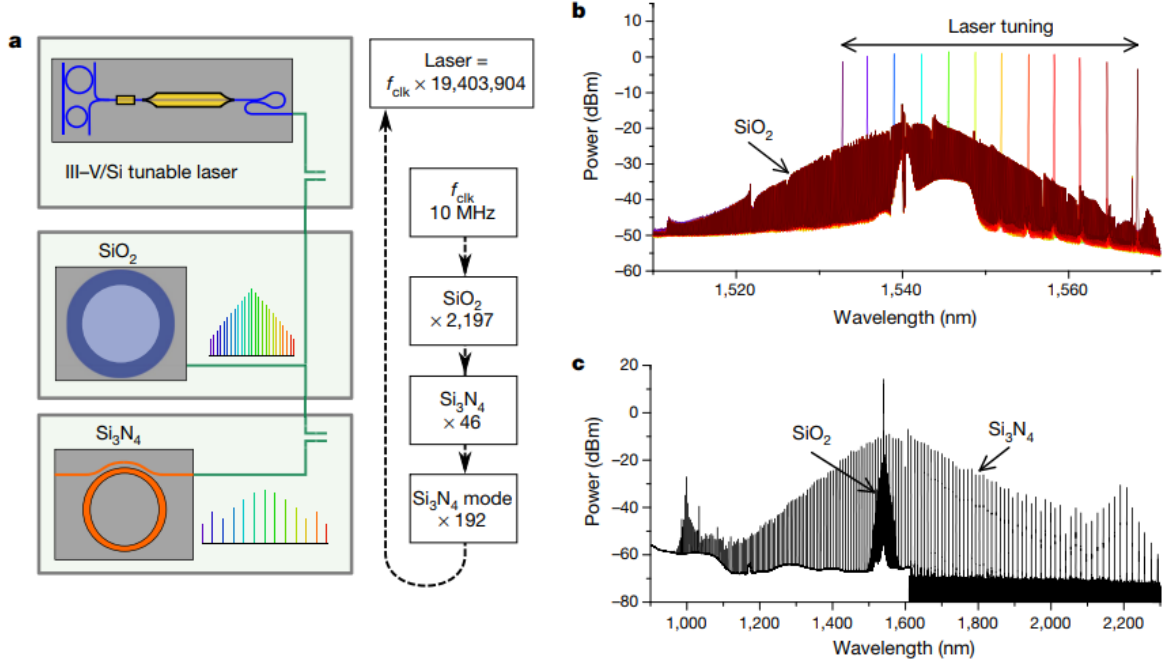 a
III–V/Si tunable laser
SiO2
Si3N4
Laser =
fclk × 19,403,904
fclk
10 MHz
SiO2
× 2,197
Si3N4
× 46
Si3N4 mode
× 192
b
Laser tuning
SiO2
Power (dBm)
10
0
−10
−20
−30
−40
−50
−60
1,520
1,540
1,560
Wavelength (nm)
c
SiO2
Si3N4
Power (dBm)
20
0
−20
−40
−60
−80
1,000
1,200
1,400
1,600
1,800
2,000
2,200
Wavelength (nm)